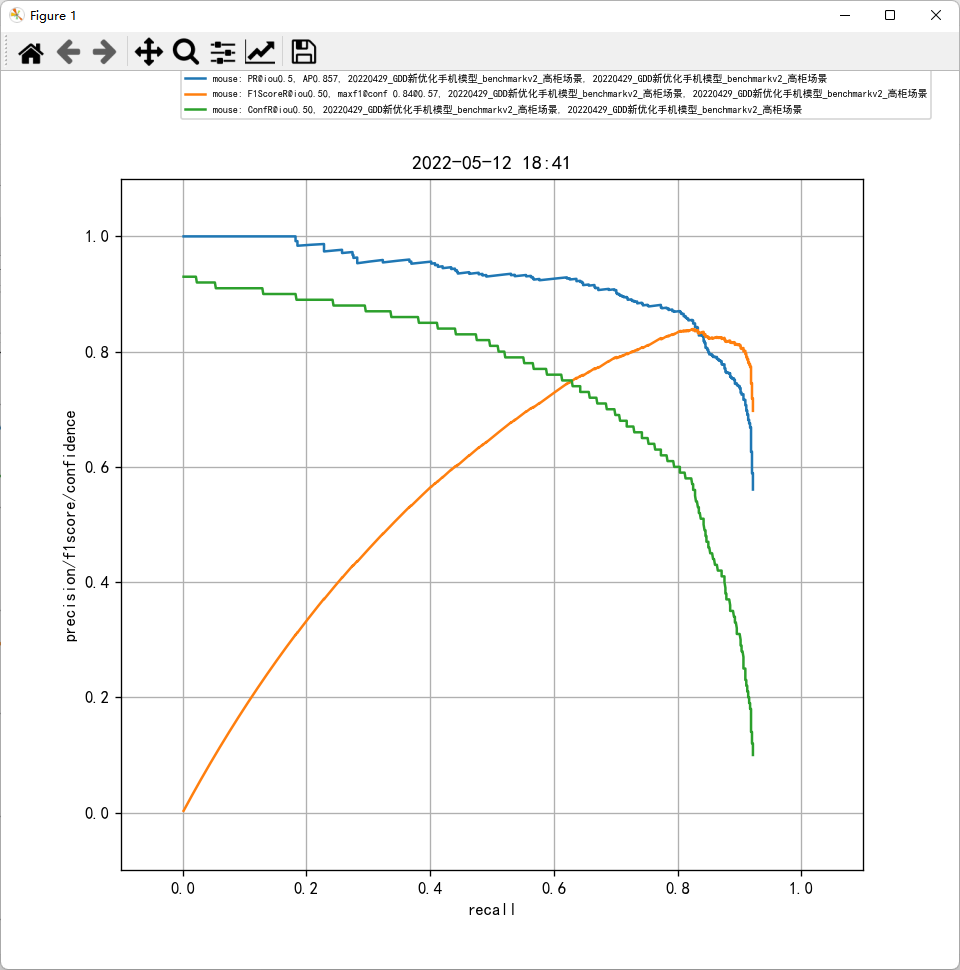 Figure 1
mouse: PR@iou0.5, AP0.857, 20220429_GDD新优化手机模型_benchmarkv2_高柜场景, 20220429_GDD新优化手机模型_benchmarkv2_高柜场景
mouse: F1ScoreR@iou0.50, maxf1@conf 0.84@0.57, 20220429_GDD新优化手机模型_benchmarkv2_高柜场景, 20220429_GDD新优化手机模型_benchmarkv2_高柜场景
mouse: ConfR@iou0.50, 20220429_GDD新优化手机模型_benchmarkv2_高柜场景, 20220429_GDD新优化手机模型_benchmarkv2_高柜场景
2022-05-12 18:41
precision/f1score/confidence
1.0
0.8
0.6
0.4
0.2
0.0
0.0 0.2 0.4 0.6 0.8 1.0
recall